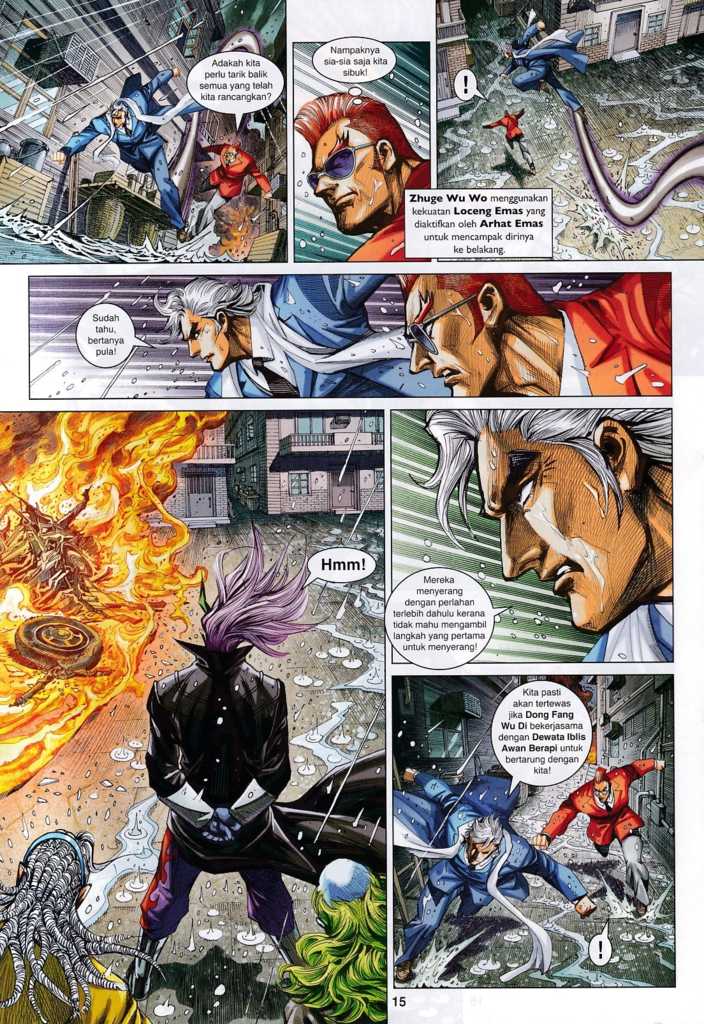 Adakah kita
perlu tarik balik
semua yang telah
kita rancangkan?
Nampaknya
sia-sia saja kita
sibuk!
!
Zhuge Wu Wo menggunakan
kekuatan Loceng Emas yang
diaktifkan oleh Arhat Emas
untuk mencampak dirinya
ke belakang.
Sudah
tahu,
bertanya
pula!
Hmm!
Mereka
menyerang
dengan perlahan
terlebih dahulu kerana
tidak mahu mengambil
langkah yang pertama
untuk menyerang!
Kita pasti
akan tertewas
jika Dong Fang
Wu Di bekerjasama
dengan Dewata Iblis
Awan Berapi untuk
bertarung dengan
kita!
!
15